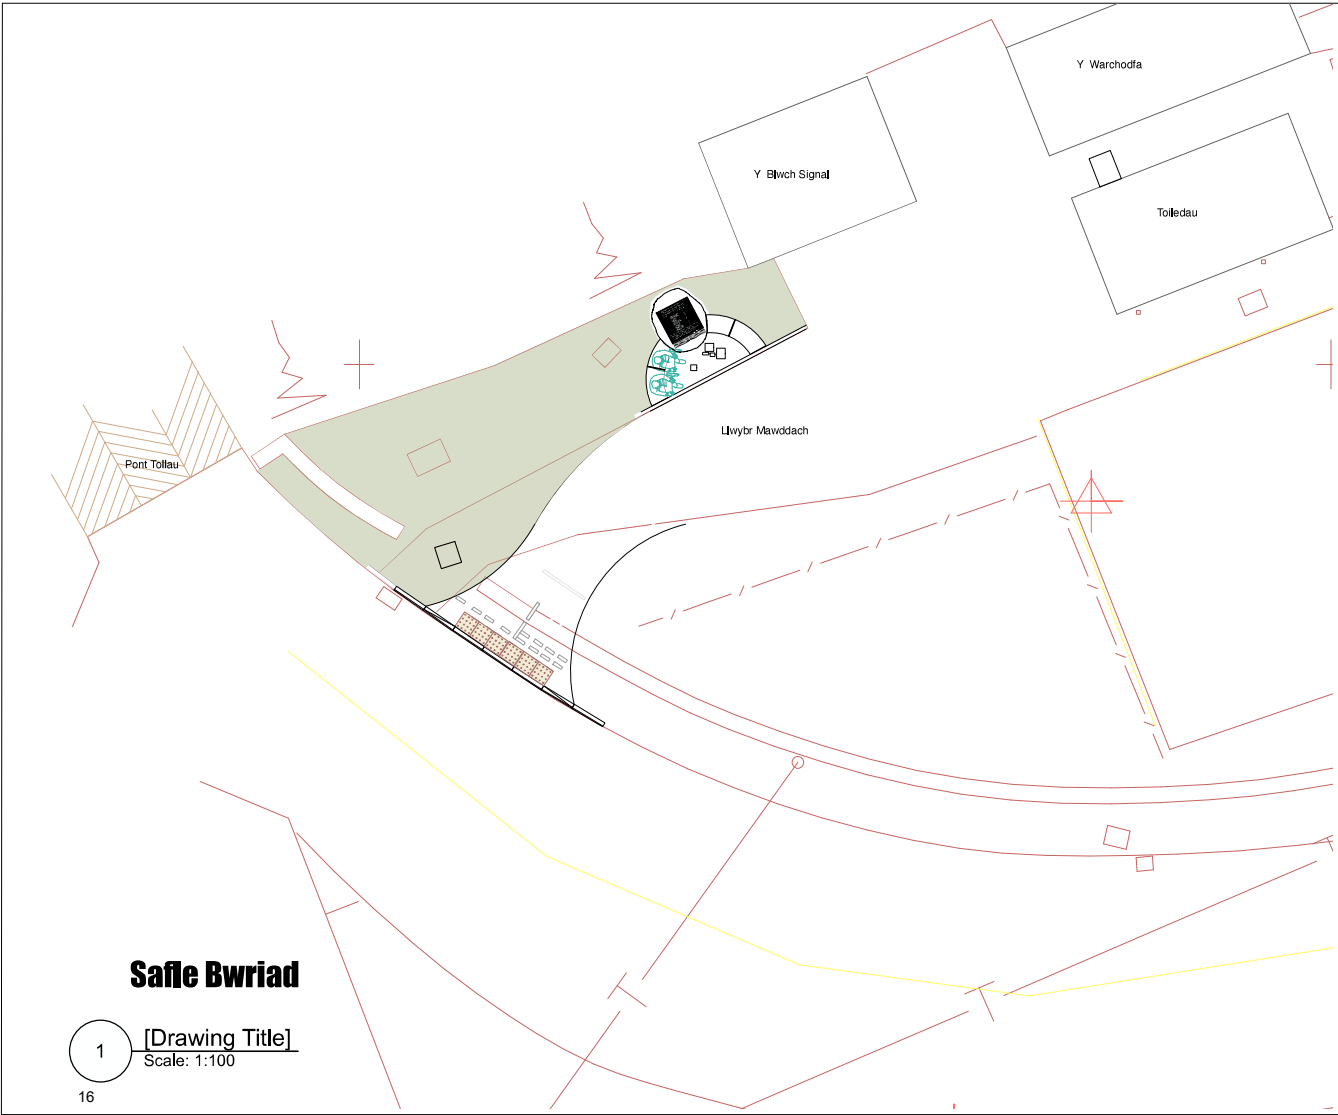 Y Warchodfa
Y Blwch Signal
Toiledau
Llwybr Mawddach
Pont Tollau
Safle Bwriad
1
[Drawing Title]
Scale: 1:100
16